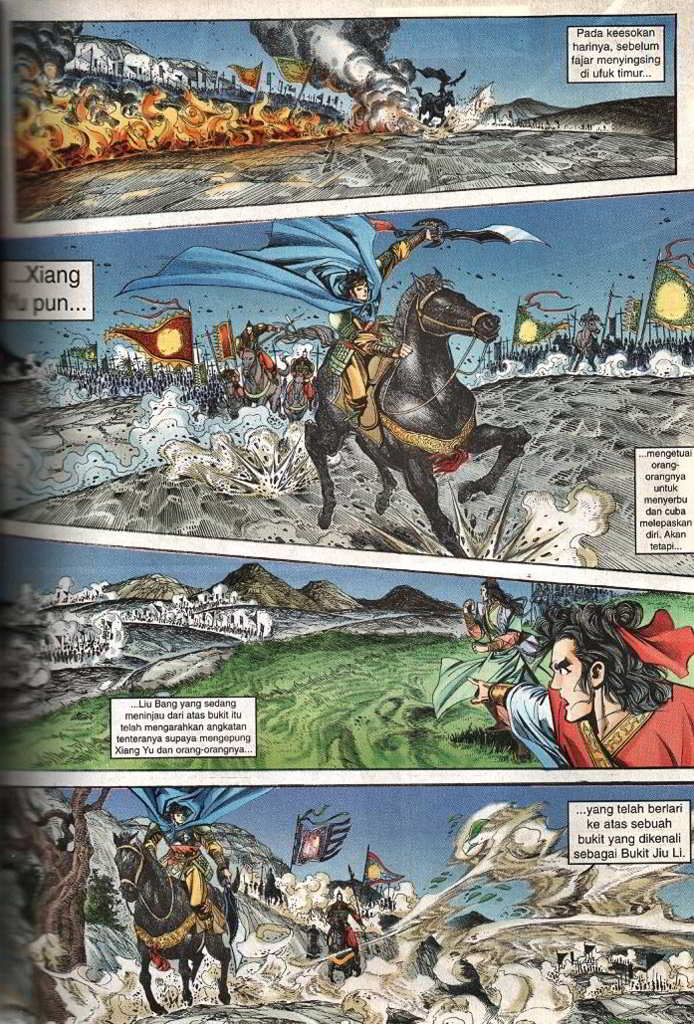 Pada keesokan
harinya, sebelum
fajar menyingsing
di ufuk timur...
...Xiang
Yu pun...
...mengetuai
orang-
orangnya
untuk
menyerbu
dan cuba
melepaskan
diri. Akan
tetapi...
...Liu Bang yang sedang
meninjau dari atas bukit itu
telah mengarahkan angkatan
tenteranya supaya mengepung
Xiang Yu dan orang-orangnya...
...yang telah berlari
ke atas sebuah
bukit yang dikenali
sebagai Bukit Jiu Li.